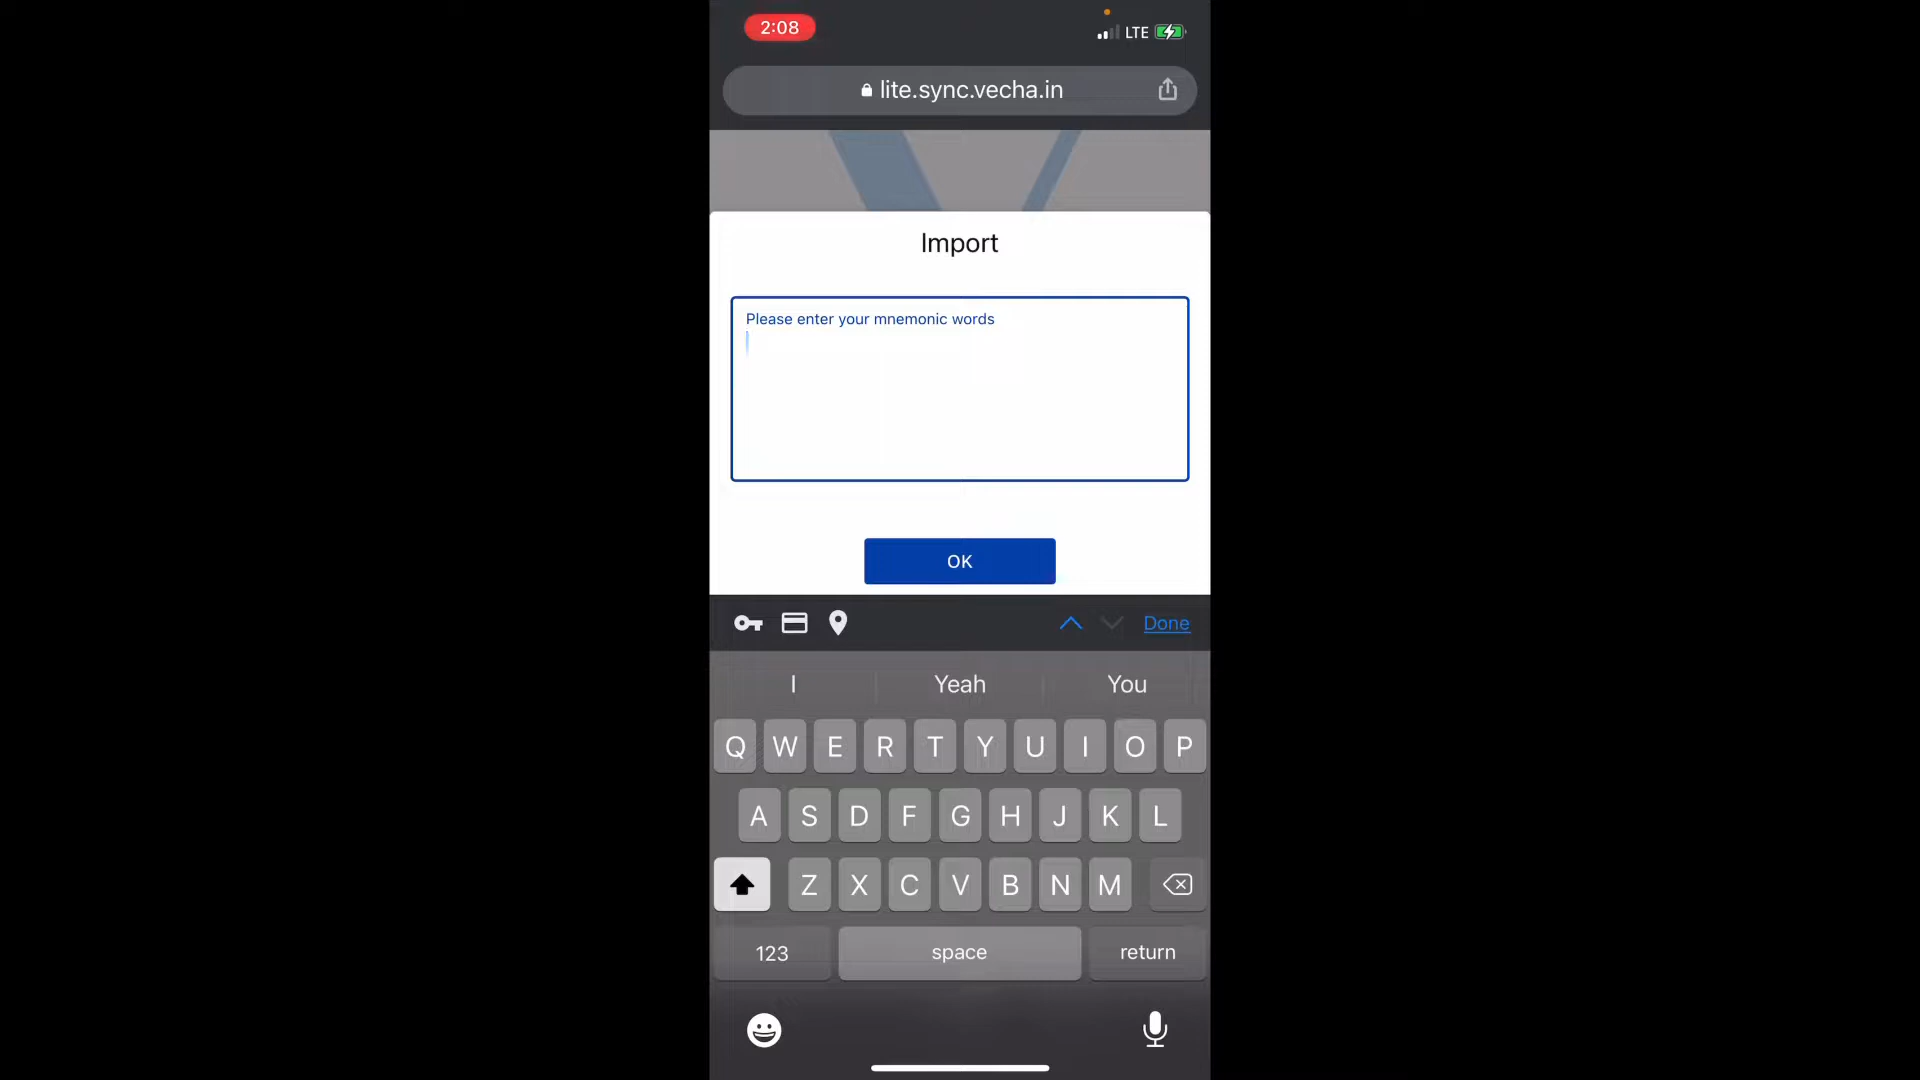 2:08
LTE
lite.sync.vecha.in
Import
Please enter your mnemonic words
OK
Done
I Yeah You
Q W E R T Y U I O P
A S D F G H J K L
Z X C V B N M
123 space return